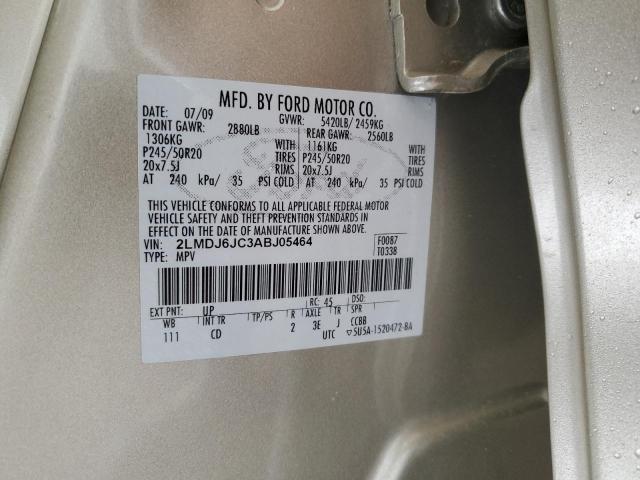 MFD. BY FORD MOTOR CO.
DATE: 07/09 GVWR: 5420LB/ 2459KG
FRONT GAWR: 2880LB REAR GAWR: 2560LB
1306KG WITH 1161KG WITH
P245/50R20 TIRES P245/50R20 TIRES
20x7.5J RIMS 20x7.5J RIMS
AT 240 kPa/ 35 PSI COLD AT 240 kPa/ 35 PSI COLD
THIS VEHICLE CONFORMS TO ALL APPLICABLE FEDERAL MOTOR
VEHICLE SAFETY AND THEFT PREVENTION STANDARDS IN
EFFECT ON THE DATE OF MANUFACTURE SHOWN ABOVE.
VIN: 2LMDJ6JC3ABJ05464 F0087
TYPE: MPV T0338
EXT PNT: UP RC: 45 DSO:
WB INT TR TP/PS R AXLE TR SPR
111 CD 2 3E J CCBB
UTC ▽5U5A-1520472-BA